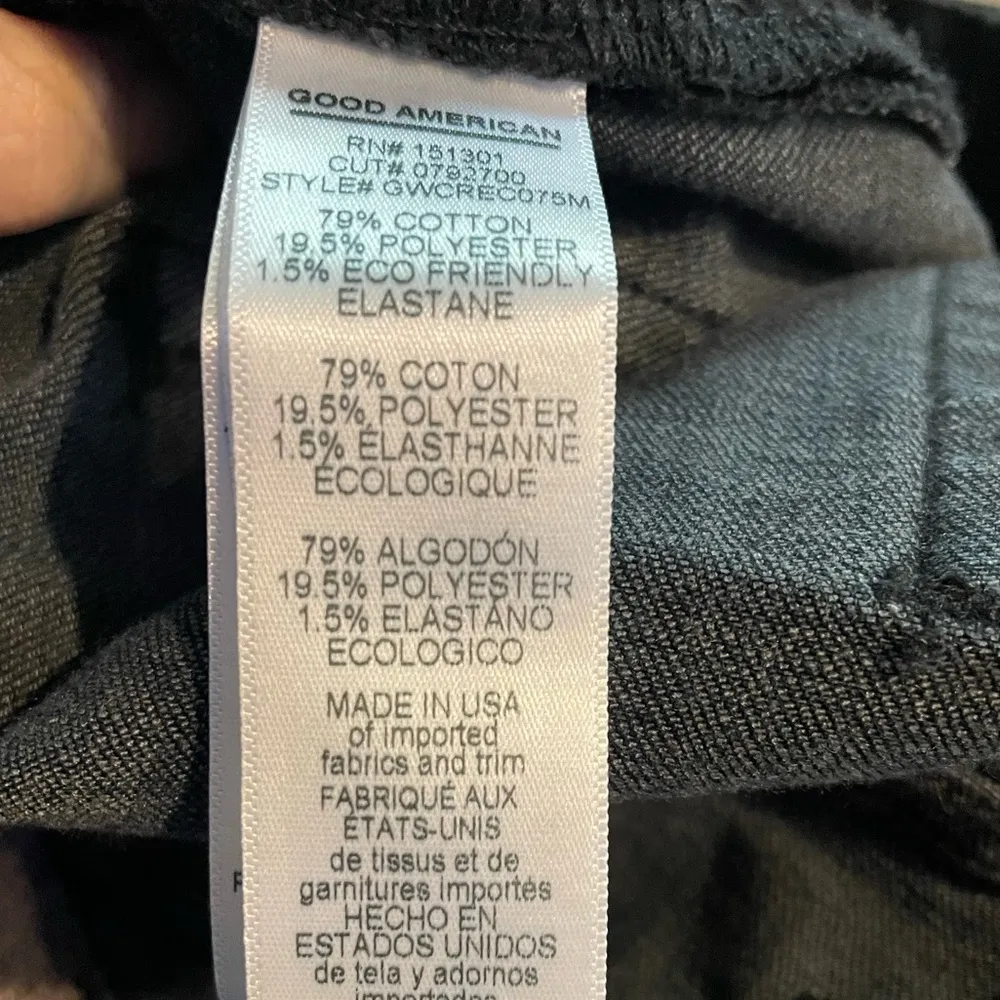 GOOD AMERICAN
RN# 151301
CUT# 0792700
STYLE# GWCREC075M
79% COTTON
19.5% POLYESTER
1.5% ECO FRIENDLY
ELASTANE
79% COTON
19.5% POLYESTER
1.5% ÉLASTHANNE
ÉCOLOGIQUE
79% ALGODÓN
19.5% POLYESTER
1.5% ELASTANO
ECOLOGICO
MADE IN USA
of imported
fabrics and trim
FABRIQUÉ AUX
ÉTATS-UNIS
de tissus et de
garnitures importés
HECHO EN
ESTADOS UNIDOS
de tela y adornos